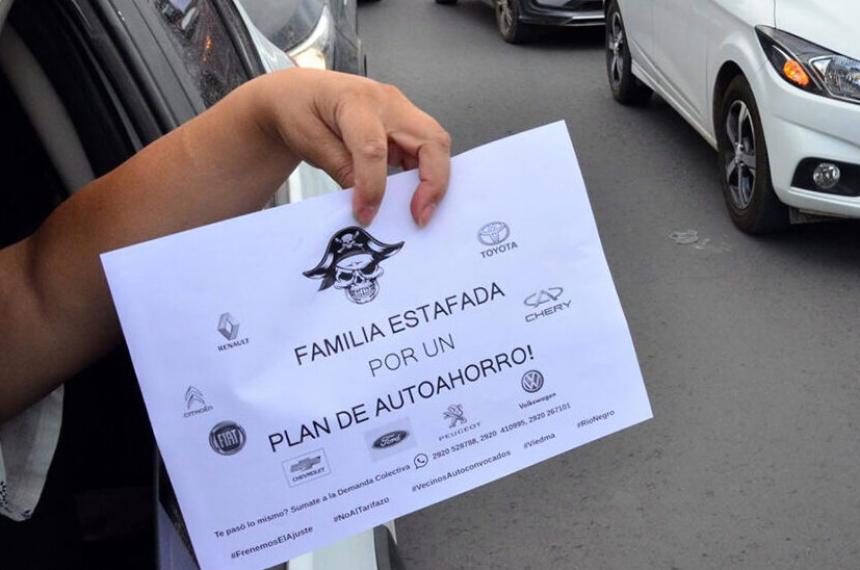 TOYOTA
CHERY
RENAULT
FAMILIA ESTAFADA
POR UN
PLAN DE AUTOAHORRO!
CITROËN
FIAT
CHEVROLET
Ford
PEUGEOT
Volkswagen
Te pasó lo mismo? Sumate a la Demanda Colectiva 2920 528788, 2920 410995, 2920 267101
#FrenemosElAjuste #NoAlTarifazo #VecinosAutoconvocados #Viedma #RioNegro